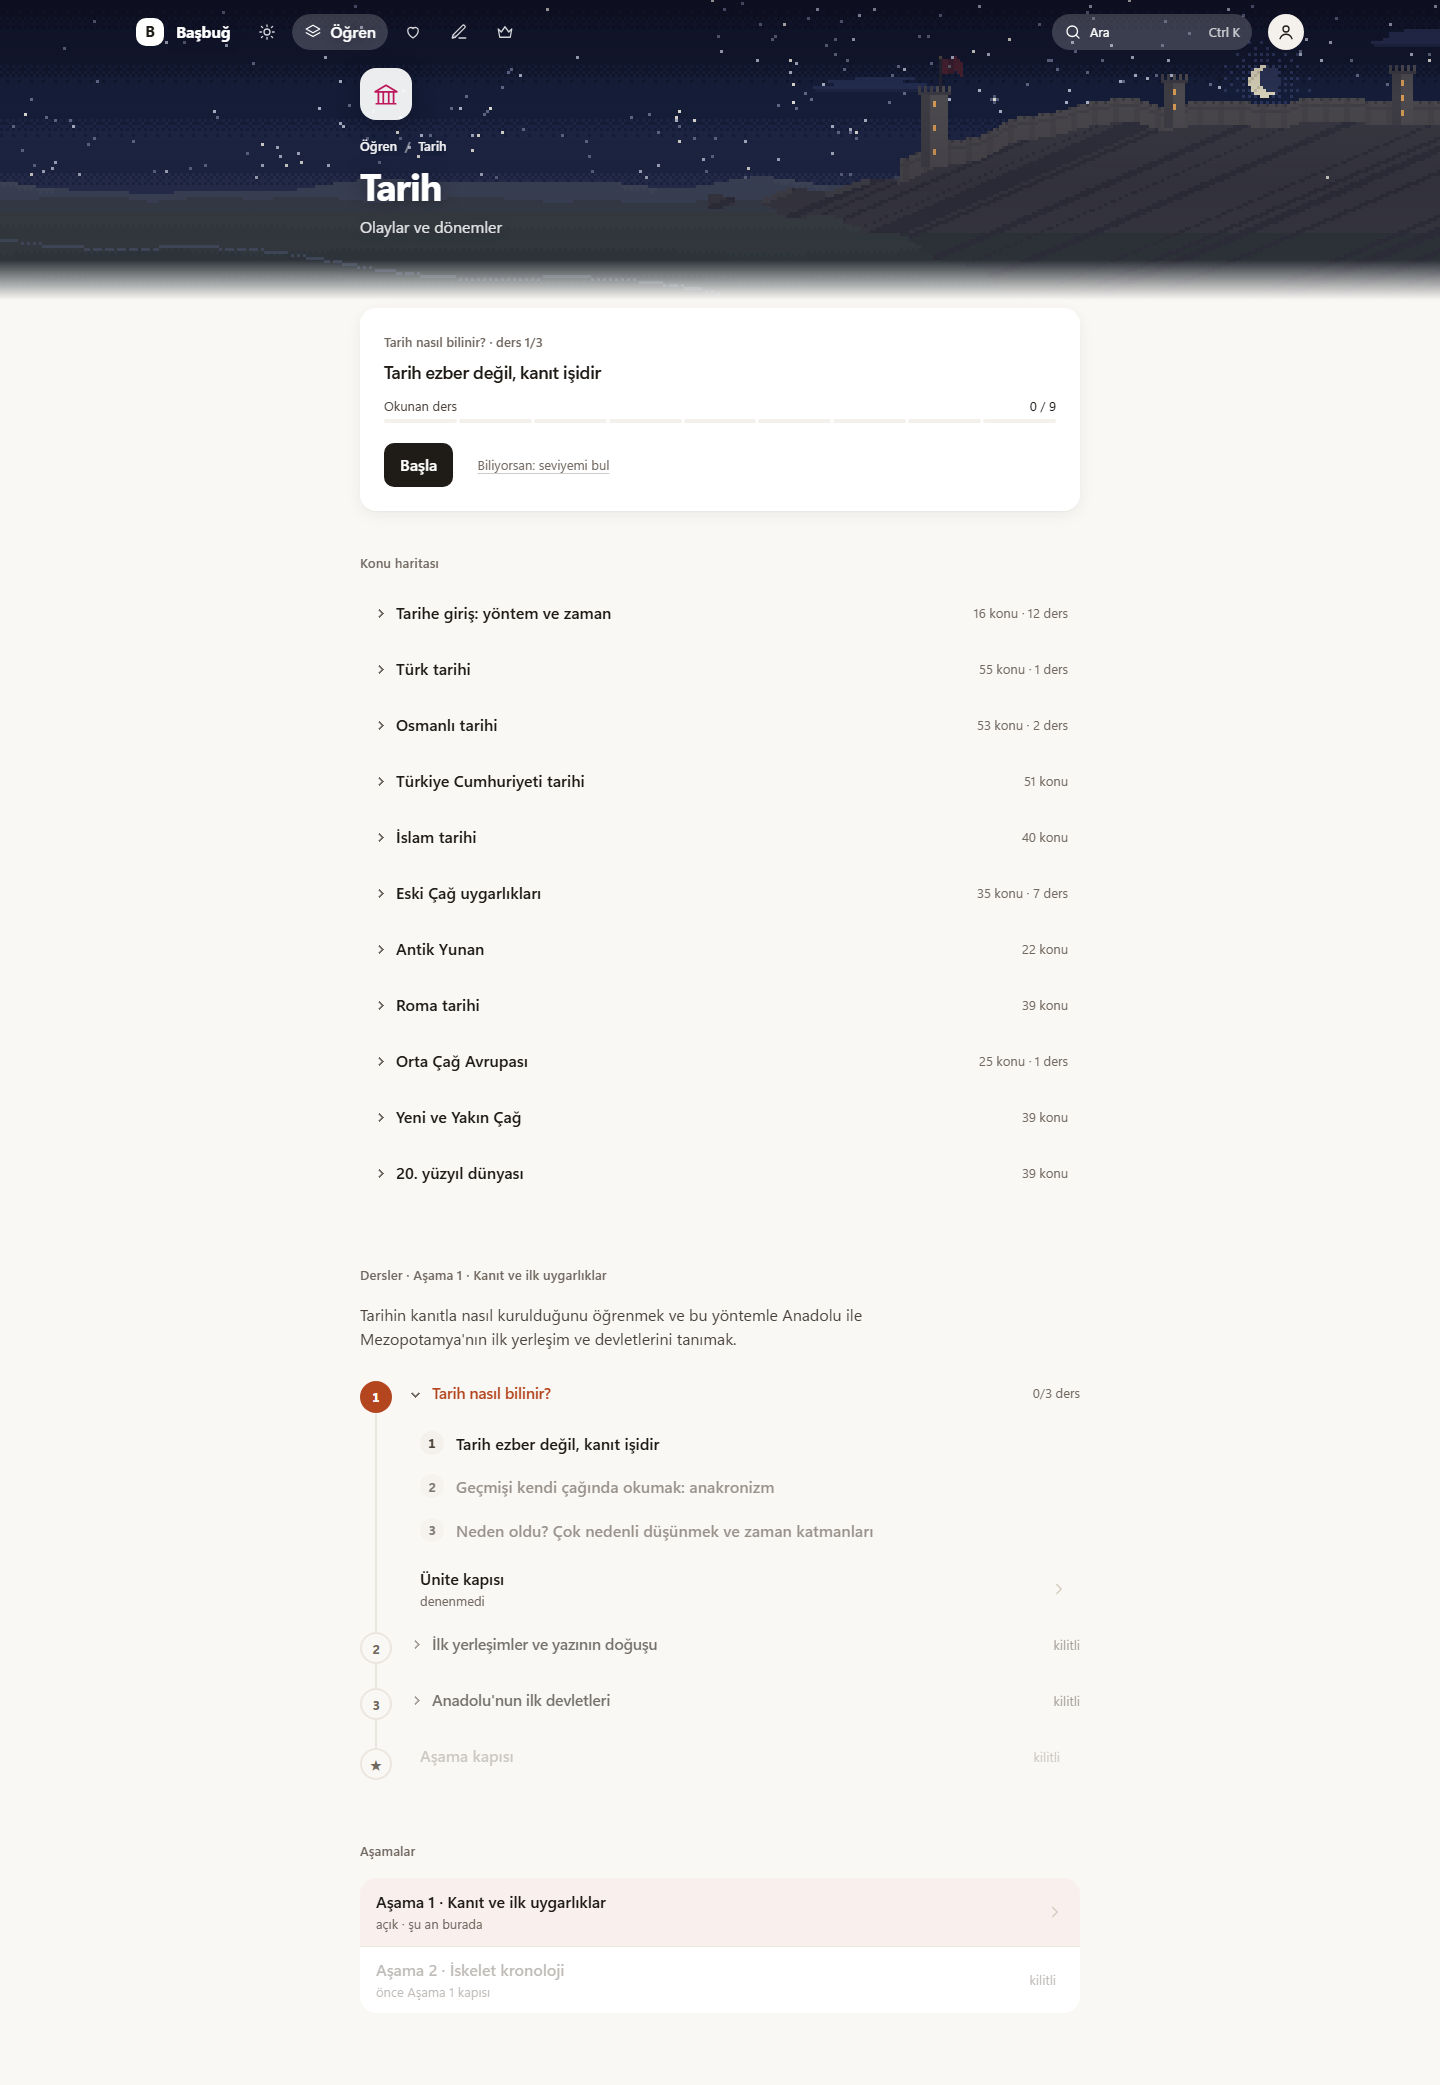 B Başbuğ Öğren Ara Ctrl K
Öğren / Tarih
Tarih
Olaylar ve dönemler
Tarih nasıl bilinir? · ders 1/3
Tarih ezber değil, kanıt işidir
Okunan ders 0 / 9
Başla Biliyorsan: seviyemi bul
Konu haritası
Tarihe giriş: yöntem ve zaman 16 konu · 12 ders
Türk tarihi 55 konu · 1 ders
Osmanlı tarihi 53 konu · 2 ders
Türkiye Cumhuriyeti tarihi 51 konu
İslam tarihi 40 konu
Eski Çağ uygarlıkları 35 konu · 7 ders
Antik Yunan 22 konu
Roma tarihi 39 konu
Orta Çağ Avrupası 25 konu · 1 ders
Yeni ve Yakın Çağ 39 konu
20. yüzyıl dünyası 39 konu
Dersler · Aşama 1 · Kanıt ve ilk uygarlıklar
Tarihin kanıtla nasıl kurulduğunu öğrenmek ve bu yöntemle Anadolu ile
Mezopotamya'nın ilk yerleşim ve devletlerini tanımak.
1 Tarih nasıl bilinir? 0/3 ders
1 Tarih ezber değil, kanıt işidir
2 Geçmişi kendi çağında okumak: anakronizm
3 Neden oldu? Çok nedenli düşünmek ve zaman katmanları
Ünite kapısı
denenmedi
2 İlk yerleşimler ve yazının doğuşu kilitli
3 Anadolu'nun ilk devletleri kilitli
★ Aşama kapısı kilitli
Aşamalar
Aşama 1 · Kanıt ve ilk uygarlıklar
açık · şu an burada
Aşama 2 · İskelet kronoloji kilitli
önce Aşama 1 kapısı